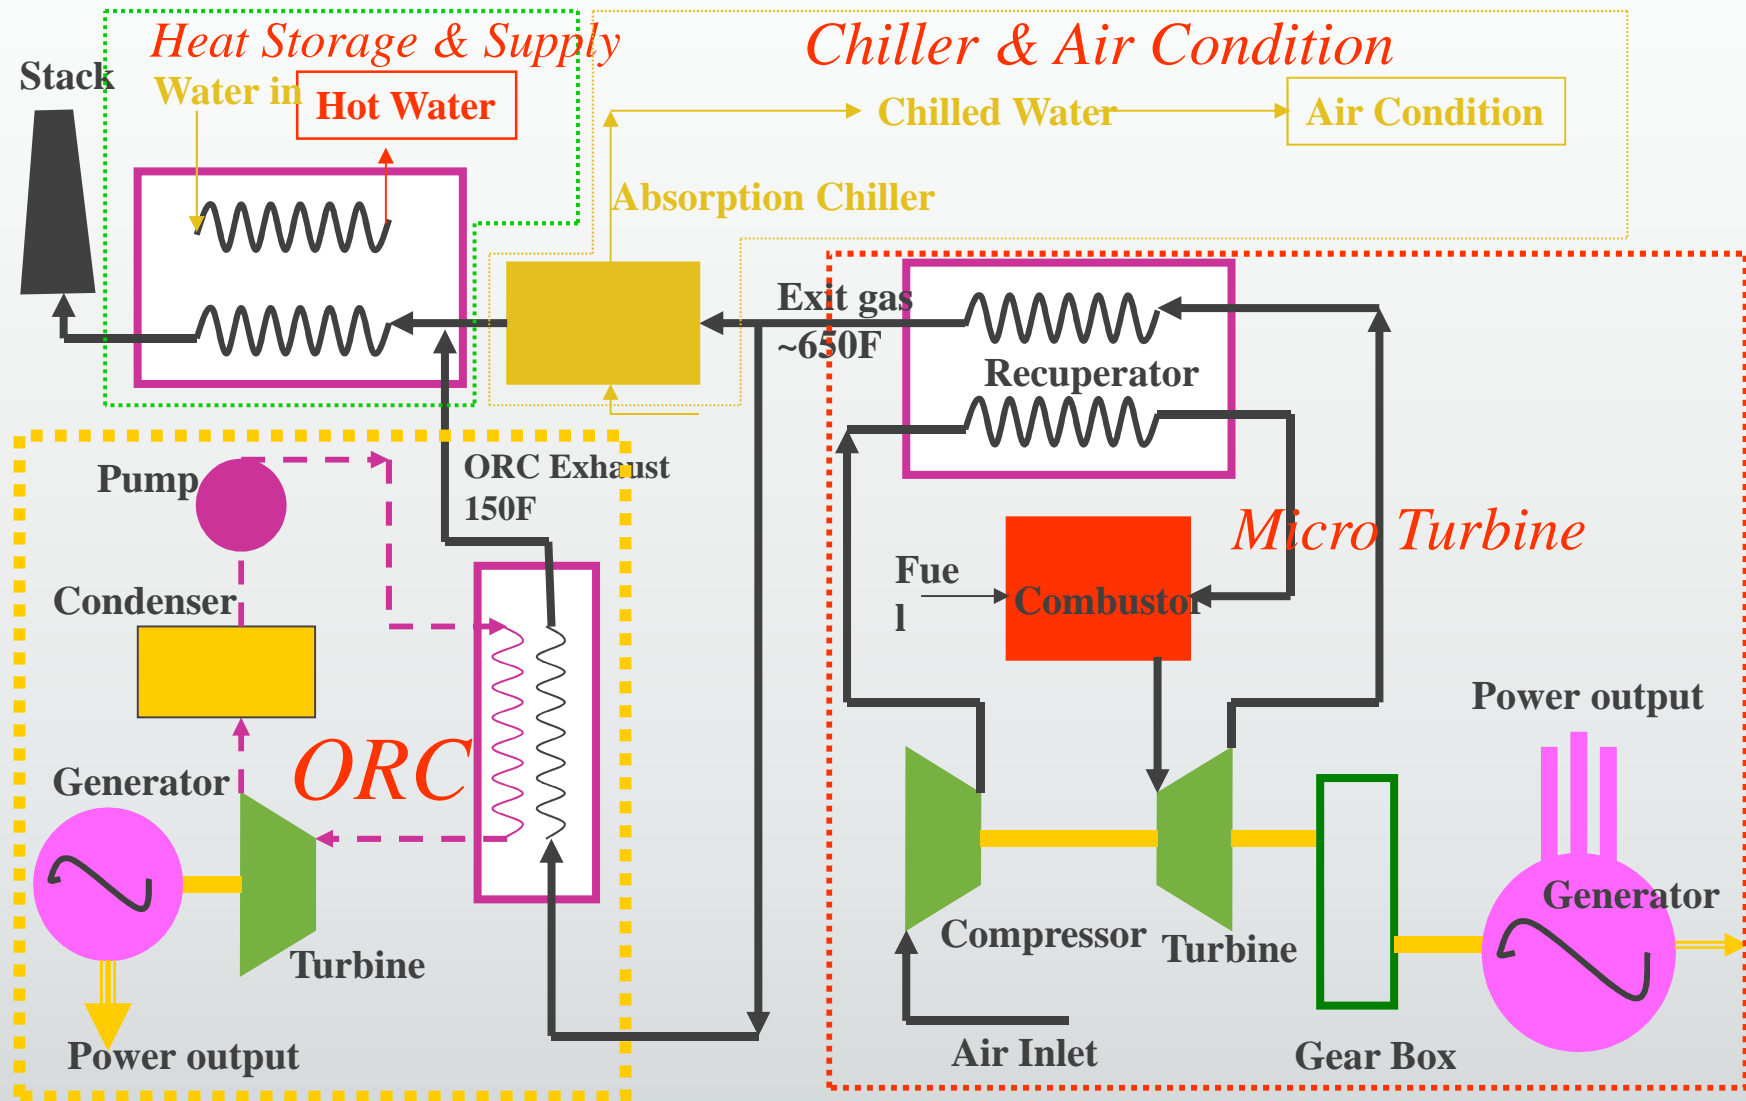 Heat Storage & Supply
Chiller & Air Condition
Stack
Water in
Hot Water
Chilled Water
Air Condition
Absorption Chiller
Exit gas
~650F
Recuperator
Pump
ORC Exhaust
150F
Micro Turbine
Fue
l
Combustor
Condenser
Power output
ORC
Generator
Generator
Compressor
Turbine
Turbine
Power output
Air Inlet
Gear Box